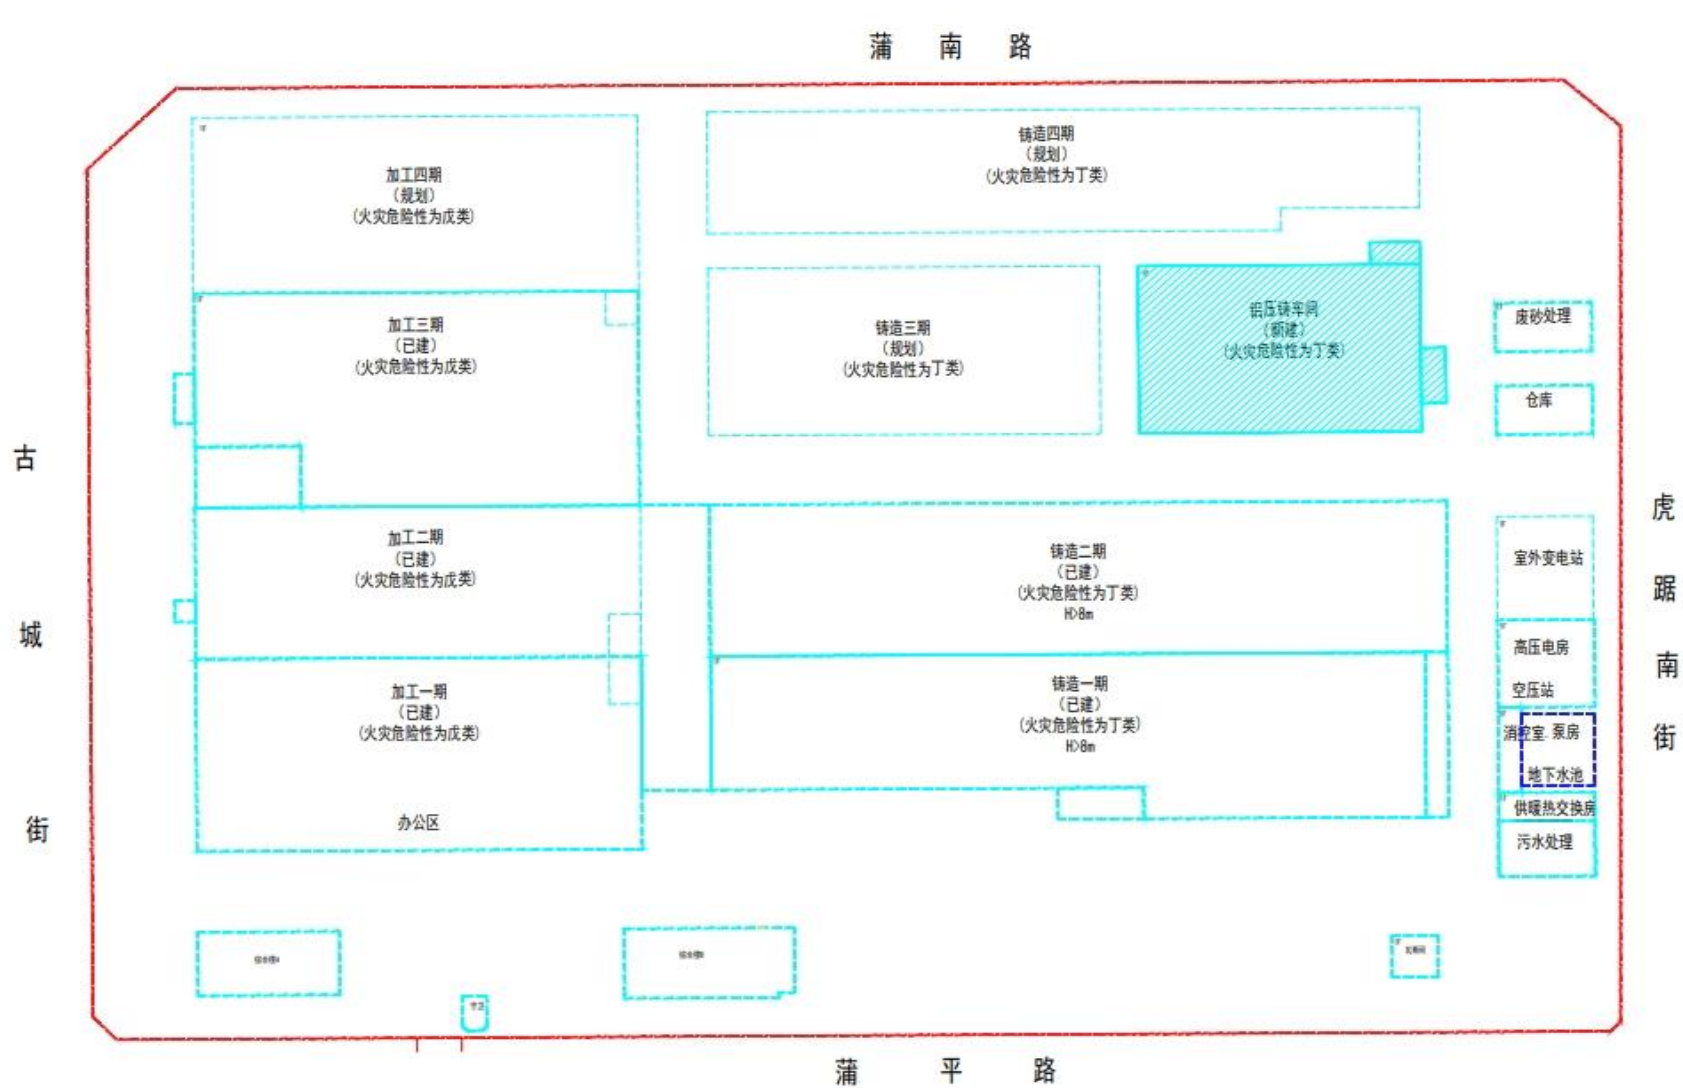 蒲南路
加工四期
（规划）
（火灾危险性为戊类）
铸造四期
（规划）
（火灾危险性为丁类）
加工三期
（已建）
（火灾危险性为戊类）
铸造三期
（规划）
（火灾危险性为丁类）
铝压铸车间
（新建）
（火灾危险性为丁类）
废砂处理
仓库
古城街
虎踞南街
加工二期
（已建）
（火灾危险性为戊类）
铸造二期
（已建）
（火灾危险性为丁类）
H>8m
室外变电站
高压电房
空压站
加工一期
（已建）
（火灾危险性为戊类）
办公区
铸造一期
（已建）
（火灾危险性为丁类）
H>8m
消控室.泵房
地下水池
供暖热交换房
污水处理
蒲平路